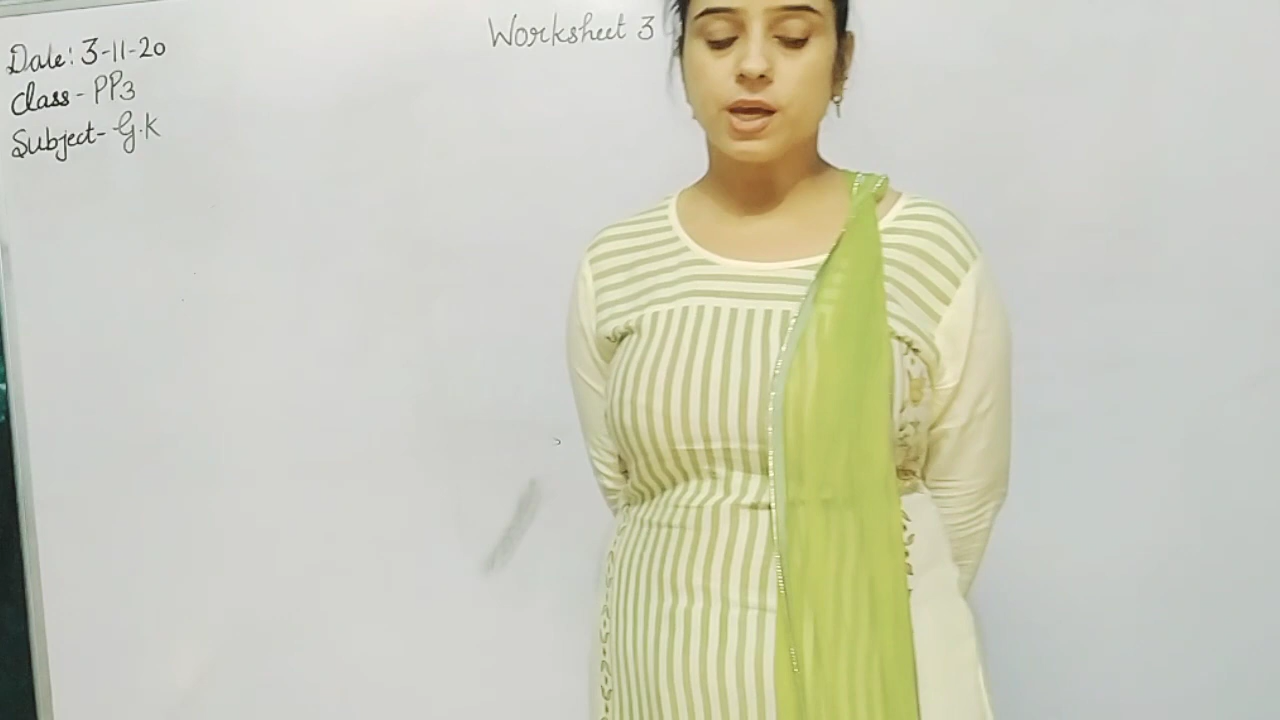 Worksheet 3
Date: 3-11-20
Class - PP3
Subject- G.K